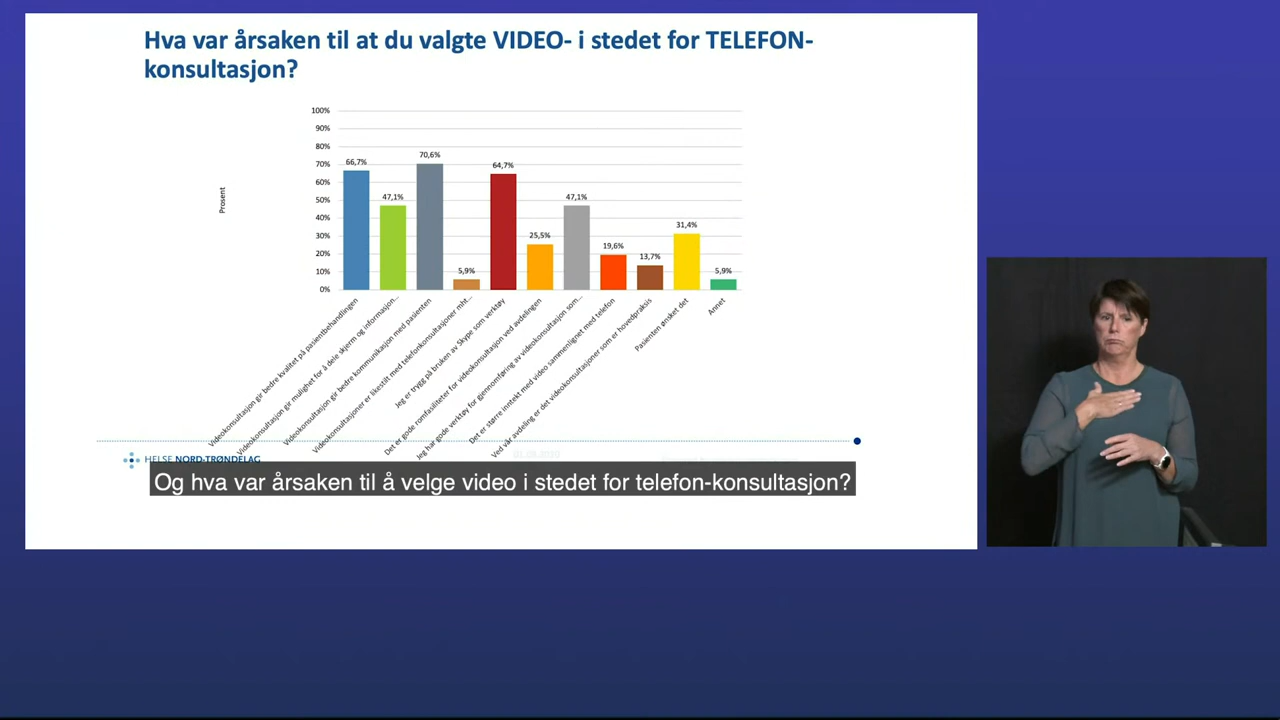 Hva var årsaken til at du valgte VIDEO- i stedet for TELEFON-
konsultasjon?
Prosent
100%
90%
80%
70%
60%
50%
40%
30%
20%
10%
0%
66,7%
47,1%
70,6%
5,9%
64,7%
25,5%
47,1%
19,6%
13,7%
31,4%
5,9%
Videokonsultasjon gir bedre kvalitet på pasientbehandlingen
Videokonsultasjon gir mulighet for å dele skjerm og informasjon...
Videokonsultasjon gir bedre kommunikasjon med pasienten
Videokonsultasjoner er likestilt med telefonkonsultasjoner mht...
Jeg er trygg på bruken av Skype som verktøy
Det er gode romfasiliteter for videokonsultasjon ved avdelingen
Jeg har gode verktøy for gjennomføring av videokonsultasjon som...
Det er større inntekt med video sammenlignet med telefon
Ved vår avdeling er det videokonsultasjoner som er hovedpraksis
Pasienten ønsket det
Annet
HELSE NORD-TRØNDELAG
Og hva var årsaken til å velge video i stedet for telefon-konsultasjon?